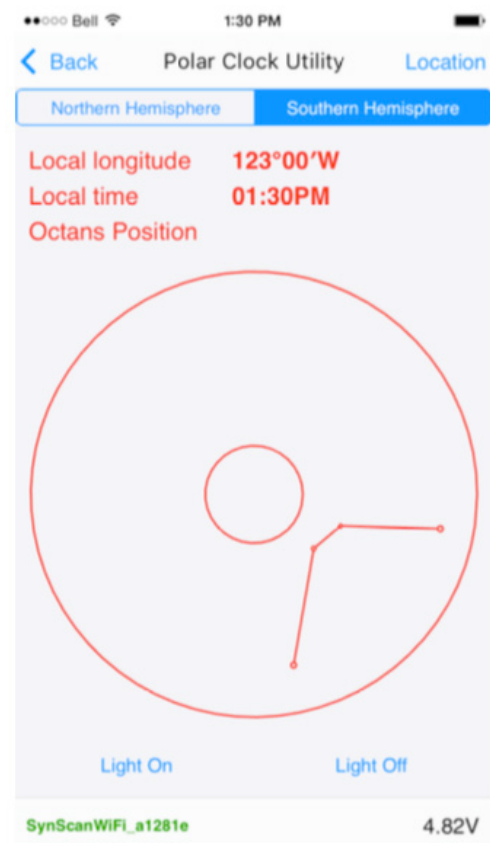 Bell 1:30 PM
Back Polar Clock Utility Location
Northern Hemisphere Southern Hemisphere
Local longitude 123°00′W
Local time 01:30PM
Octans Position
Light On Light Off
SynScanWiFi_a1281e 4.82V